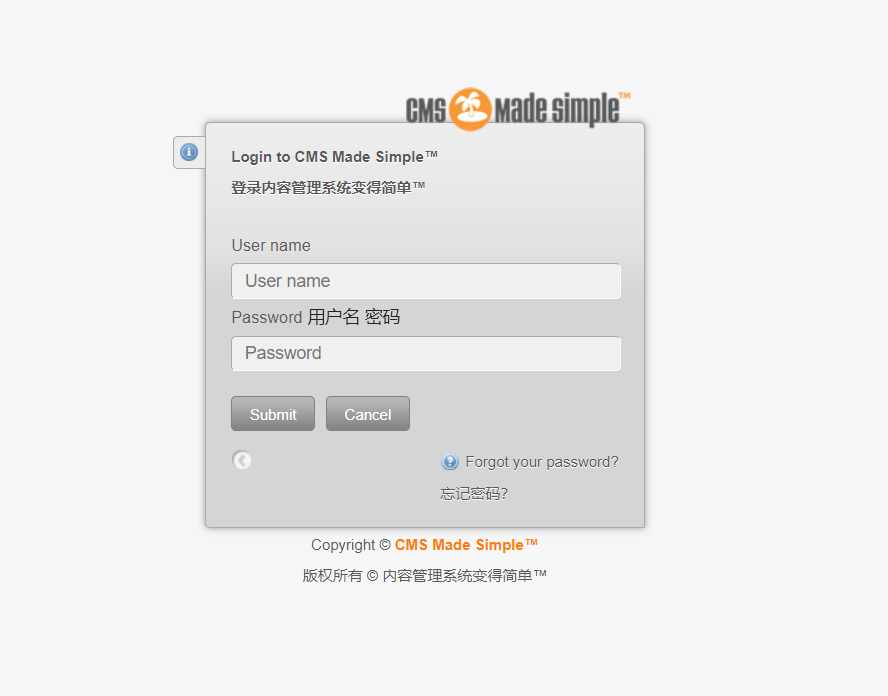 CMS Made Simple™
Login to CMS Made Simple™
登录内容管理系统变得简单™
User name
User name
Password 用户名 密码
Password
Submit Cancel
Forgot your password?
忘记密码?
Copyright © CMS Made Simple™
版权所有 © 内容管理系统变得简单™